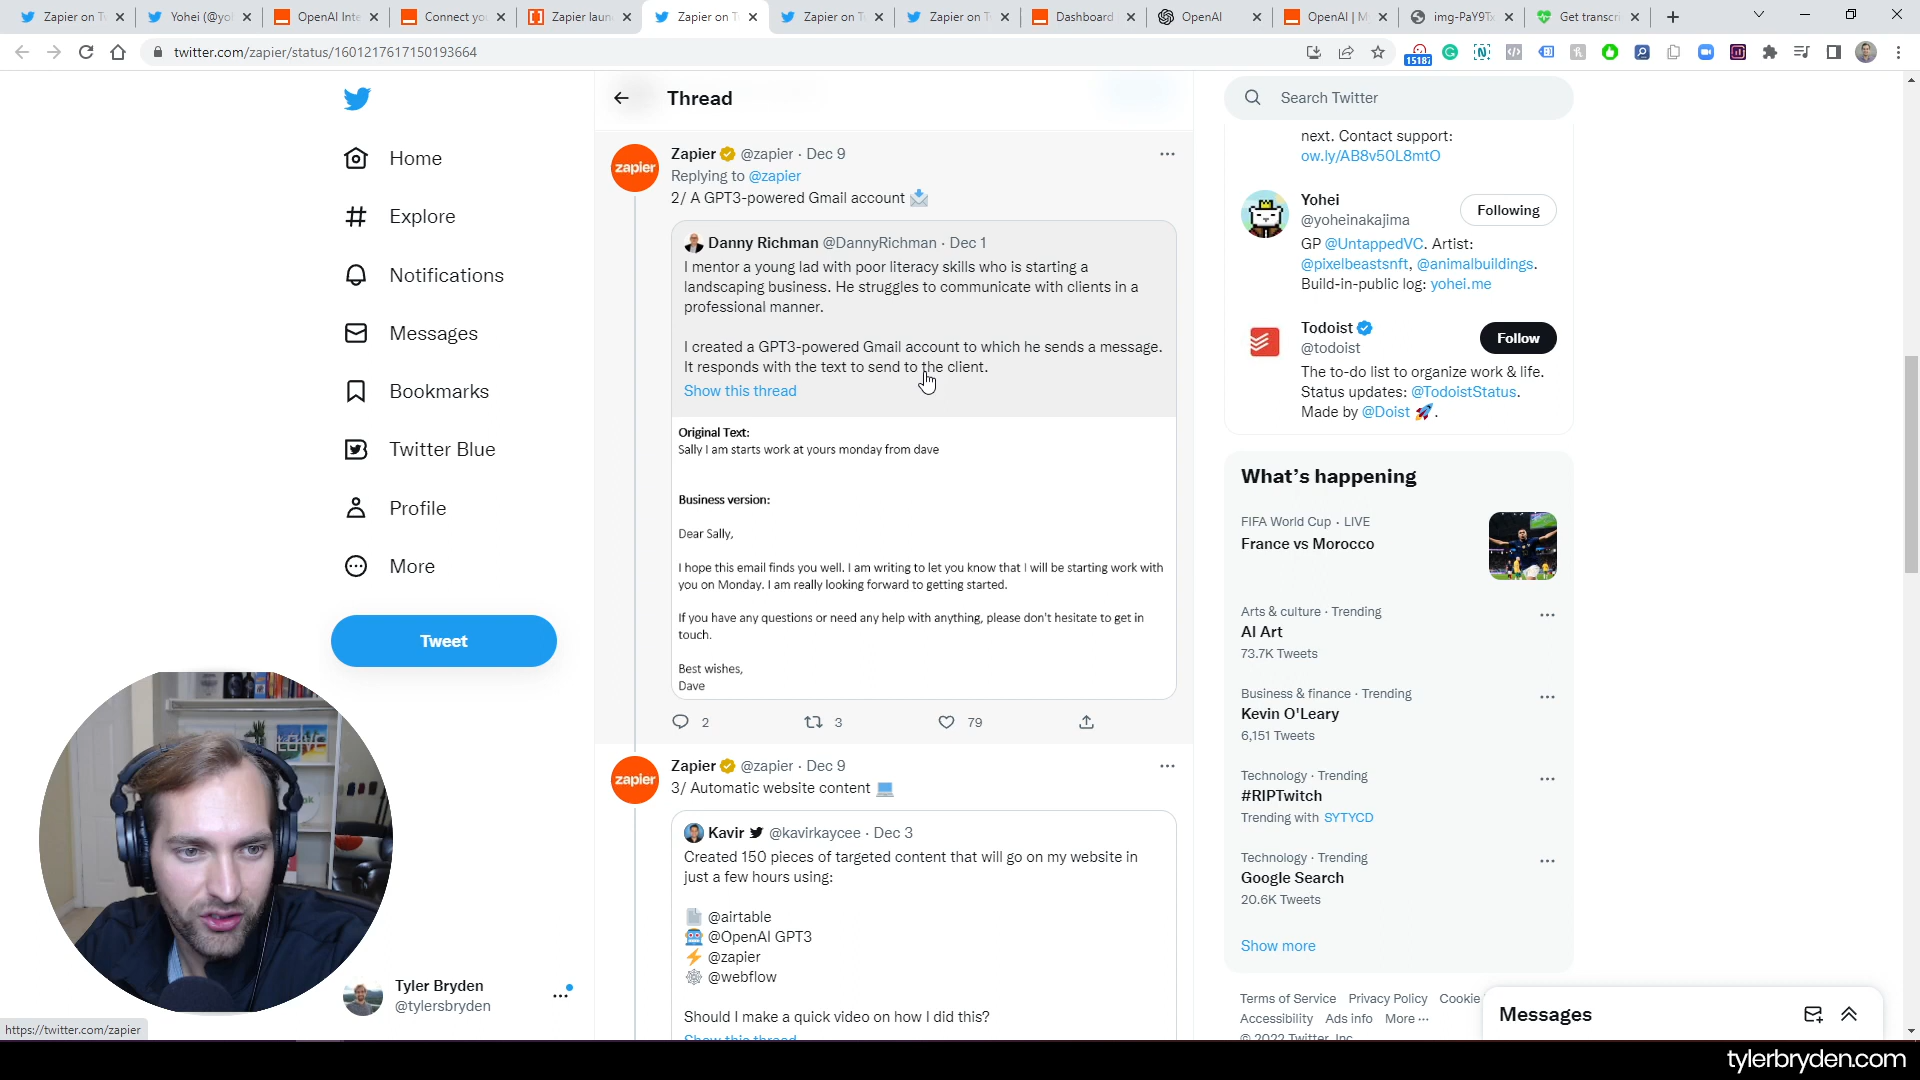 Zapier on T
Yohei (@yo
OpenAI Inte
Connect yo
Zapier laun
Zapier on T
Zapier on T
Zapier on T
Dashboard
OpenAI
OpenAI | M
img-PaY9Tx
Get transcri
twitter.com/zapier/status/1601217617150193664
15187
Home
Explore
Notifications
Messages
Bookmarks
Twitter Blue
Profile
More
Tweet
Tyler Bryden
@tylersbryden
https://twitter.com/zapier
Thread
zapier
Zapier @zapier · Dec 9
Replying to @zapier
2/ A GPT3-powered Gmail account
Danny Richman @DannyRichman · Dec 1
I mentor a young lad with poor literacy skills who is starting a
landscaping business. He struggles to communicate with clients in a
professional manner.
I created a GPT3-powered Gmail account to which he sends a message.
It responds with the text to send to the client.
Show this thread
Original Text:
Sally I am starts work at yours monday from dave
Business version:
Dear Sally,
I hope this email finds you well. I am writing to let you know that I will be starting work with
you on Monday. I am really looking forward to getting started.
If you have any questions or need any help with anything, please don't hesitate to get in
touch.
Best wishes,
Dave
2 3 79
zapier
Zapier @zapier · Dec 9
3/ Automatic website content
Kavir @kavirkaycee · Dec 3
Created 150 pieces of targeted content that will go on my website in
just a few hours using:
@airtable
@OpenAI GPT3
@zapier
@webflow
Should I make a quick video on how I did this?
Show this thread
Search Twitter
next. Contact support:
ow.ly/AB8v50L8mtO
Yohei
@yoheinakajima
Following
GP @UntappedVC. Artist:
@pixelbeastsnft, @animalbuildings.
Build-in-public log: yohei.me
Todoist
@todoist
Follow
The to-do list to organize work & life.
Status updates: @TodoistStatus.
Made by @Doist 🚀.
What's happening
FIFA World Cup · LIVE
France vs Morocco
Arts & culture · Trending
AI Art
73.7K Tweets
Business & finance · Trending
Kevin O'Leary
6,151 Tweets
Technology · Trending
#RIPTwitch
Trending with SYTYCD
Technology · Trending
Google Search
20.6K Tweets
Show more
Terms of Service Privacy Policy Cookie
Accessibility Ads info More ···
© 2022 Twitter, Inc.
Messages
tylerbryden.com